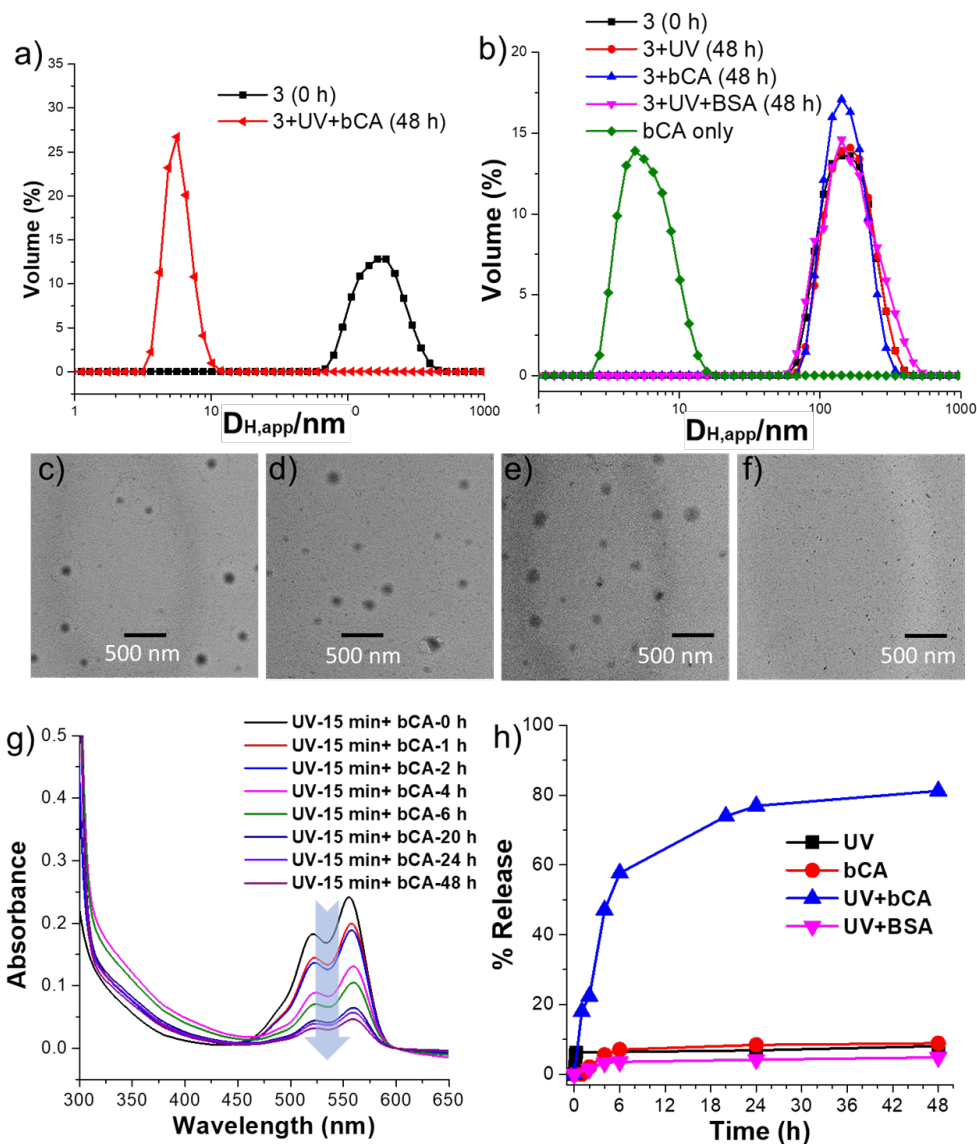 a)
3 (0 h)
3+UV+bCA (48 h)
Volume (%)
35
30
25
20
15
10
5
0
1
10
0
1000
DH,app/nm
b)
3 (0 h)
3+UV (48 h)
3+bCA (48 h)
3+UV+BSA (48 h)
bCA only
Volume (%)
20
15
10
5
0
1
10
100
1000
DH,app/nm
c)
500 nm
d)
500 nm
e)
500 nm
f)
500 nm
g)
UV-15 min+ bCA-0 h
UV-15 min+ bCA-1 h
UV-15 min+ bCA-2 h
UV-15 min+ bCA-4 h
UV-15 min+ bCA-6 h
UV-15 min+ bCA-20 h
UV-15 min+ bCA-24 h
UV-15 min+ bCA-48 h
Absorbance
0.5
0.4
0.3
0.2
0.1
0.0
300
350
400
450
500
550
600
650
Wavelength (nm)
h)
UV
bCA
UV+bCA
UV+BSA
% Release
100
80
60
40
20
0
0
6
12
18
24
30
36
42
48
Time (h)